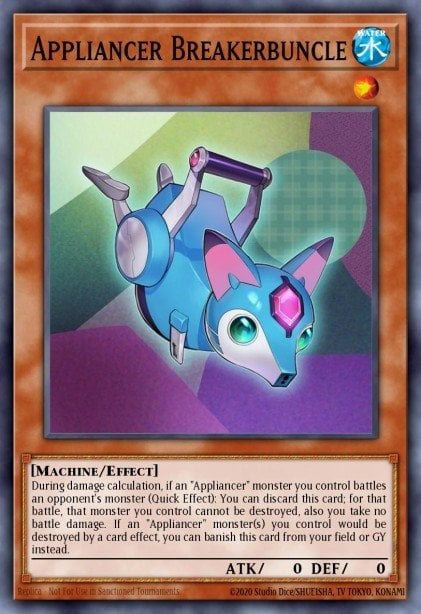 APPLIANCER BREAKERBUNCLE
WATER
水
[MACHINE/EFFECT]
During damage calculation, if an "Appliancer" monster you control battles
an opponent's monster (Quick Effect): You can discard this card; for that
battle, that monster you control cannot be destroyed, also you take no
battle damage. If an "Appliancer" monster(s) you control would be
destroyed by a card effect, you can banish this card from your field or GY
instead.
ATK/ 0 DEF/ 0
Replica - Not For Use in Sanctioned Tournaments
©2020 Studio Dice/SHUEISHA, TV TOKYO, KONAMI